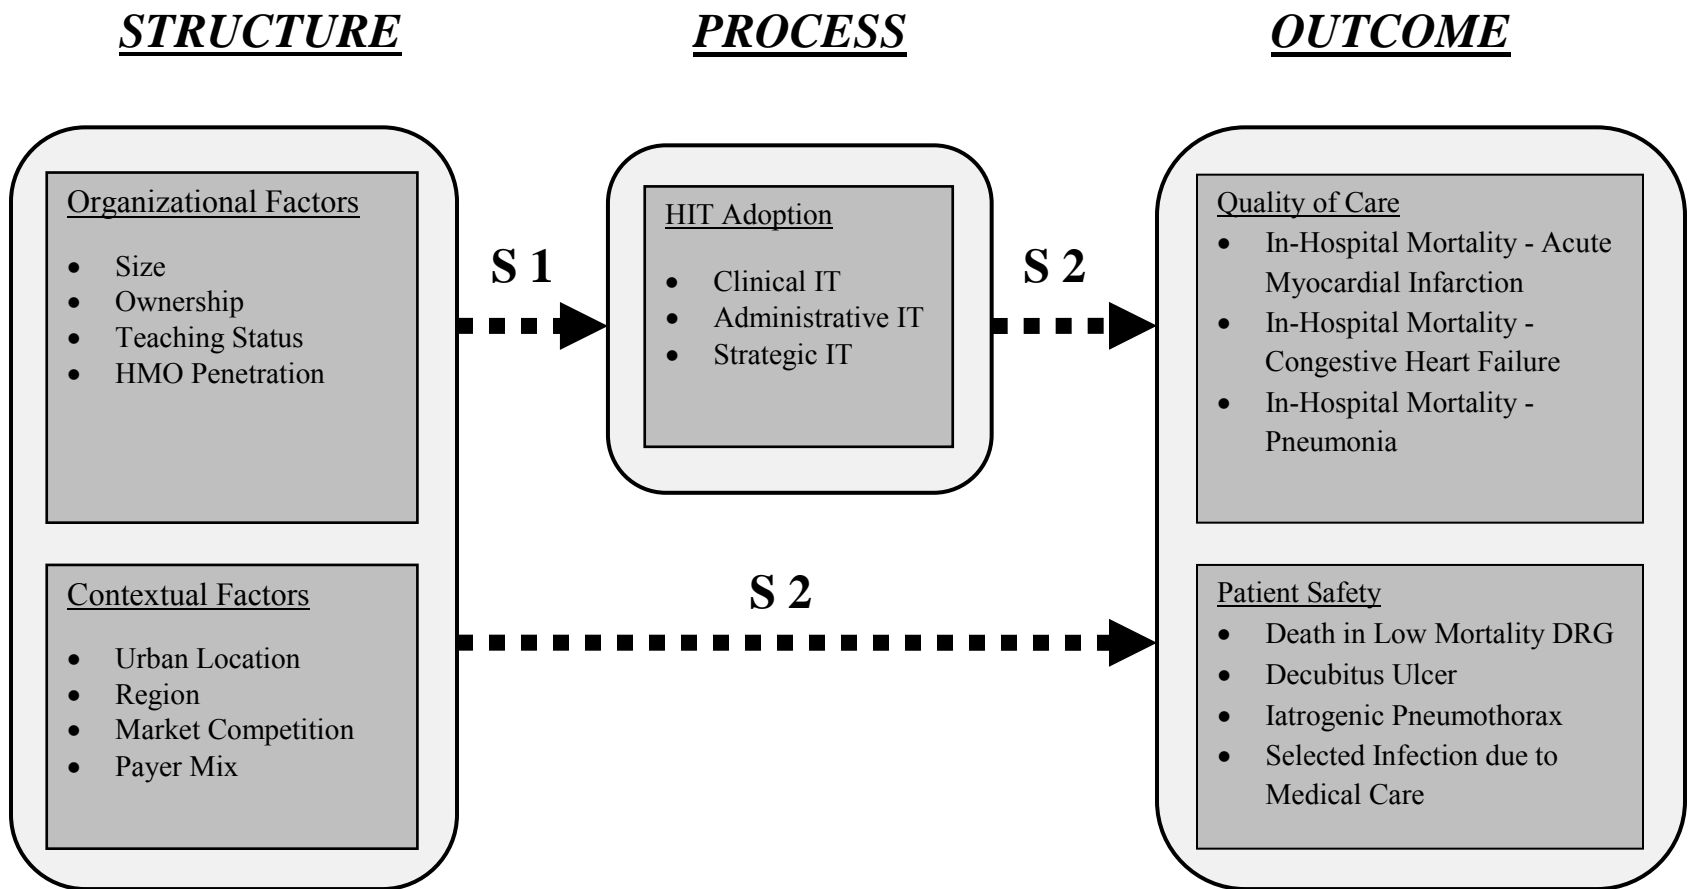 STRUCTURE
PROCESS
OUTCOME
Organizational Factors
• Size
• Ownership
• Teaching Status
• HMO Penetration
Contextual Factors
• Urban Location
• Region
• Market Competition
• Payer Mix
S 1
HIT Adoption
• Clinical IT
• Administrative IT
• Strategic IT
S 2
S 2
Quality of Care
• In-Hospital Mortality - Acute
Myocardial Infarction
• In-Hospital Mortality -
Congestive Heart Failure
• In-Hospital Mortality -
Pneumonia
Patient Safety
• Death in Low Mortality DRG
• Decubitus Ulcer
• Iatrogenic Pneumothorax
• Selected Infection due to
Medical Care